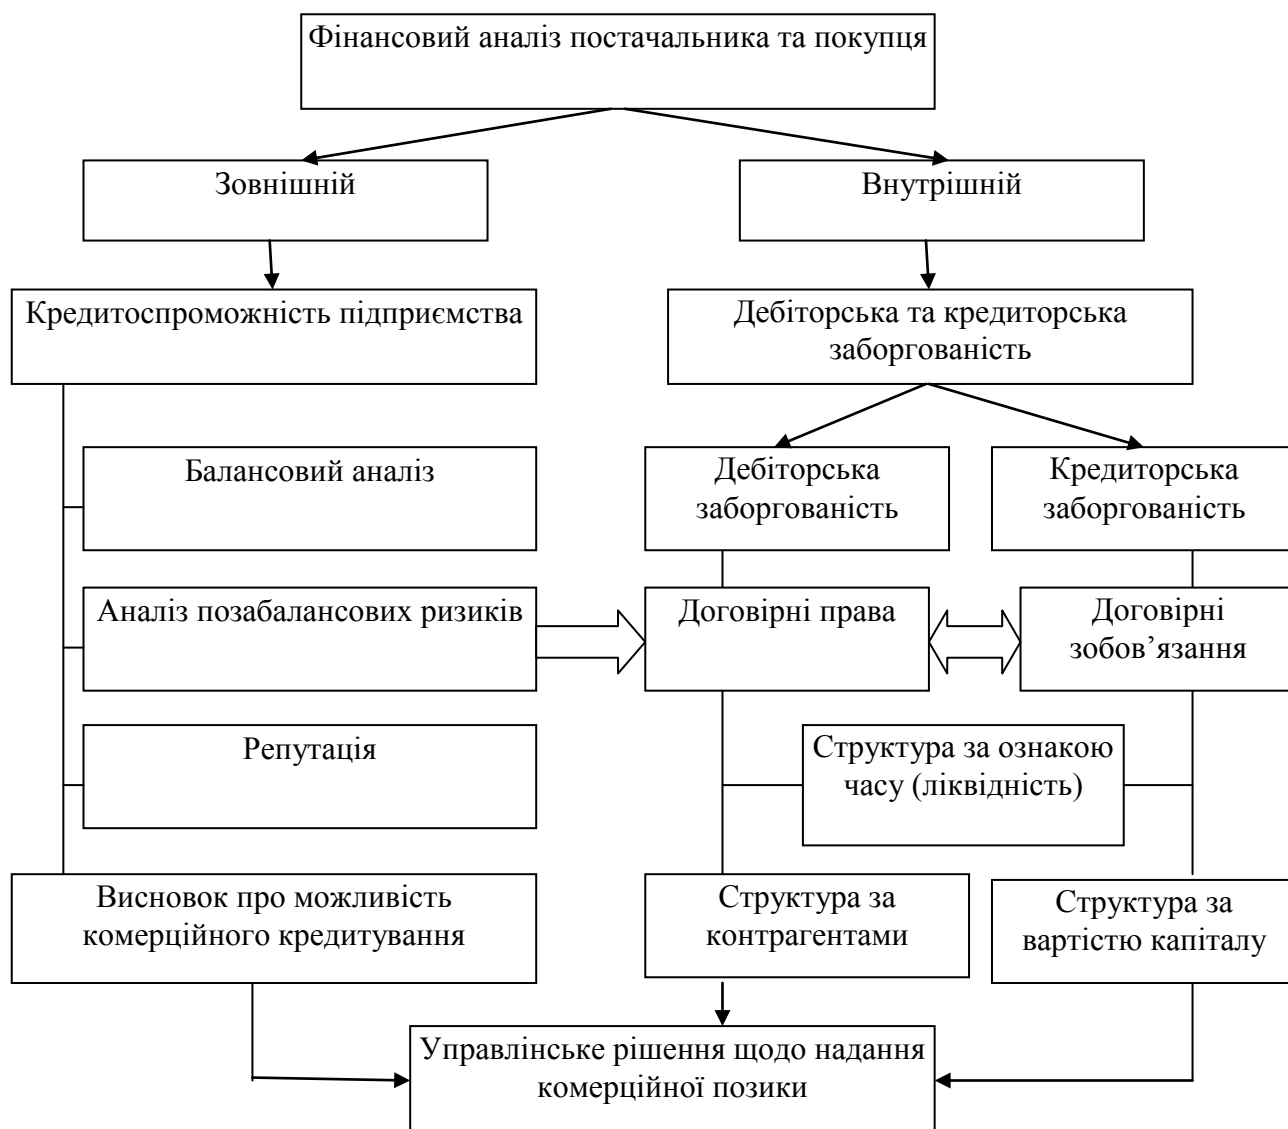 Фінансовий аналіз постачальника та покупця
Зовнішній
Внутрішній
Кредитоспроможність підприємства
Дебіторська та кредиторська
заборгованість
Балансовий аналіз
Дебіторська
заборгованість
Кредиторська
заборгованість
Аналіз позабалансових ризиків
Договірні права
Договірні
зобов’язання
Репутація
Структура за ознакою
часу (ліквідність)
Висновок про можливість
комерційного кредитування
Структура за
контрагентами
Структура за
вартістю капіталу
Управлінське рішення щодо надання
комерційної позики